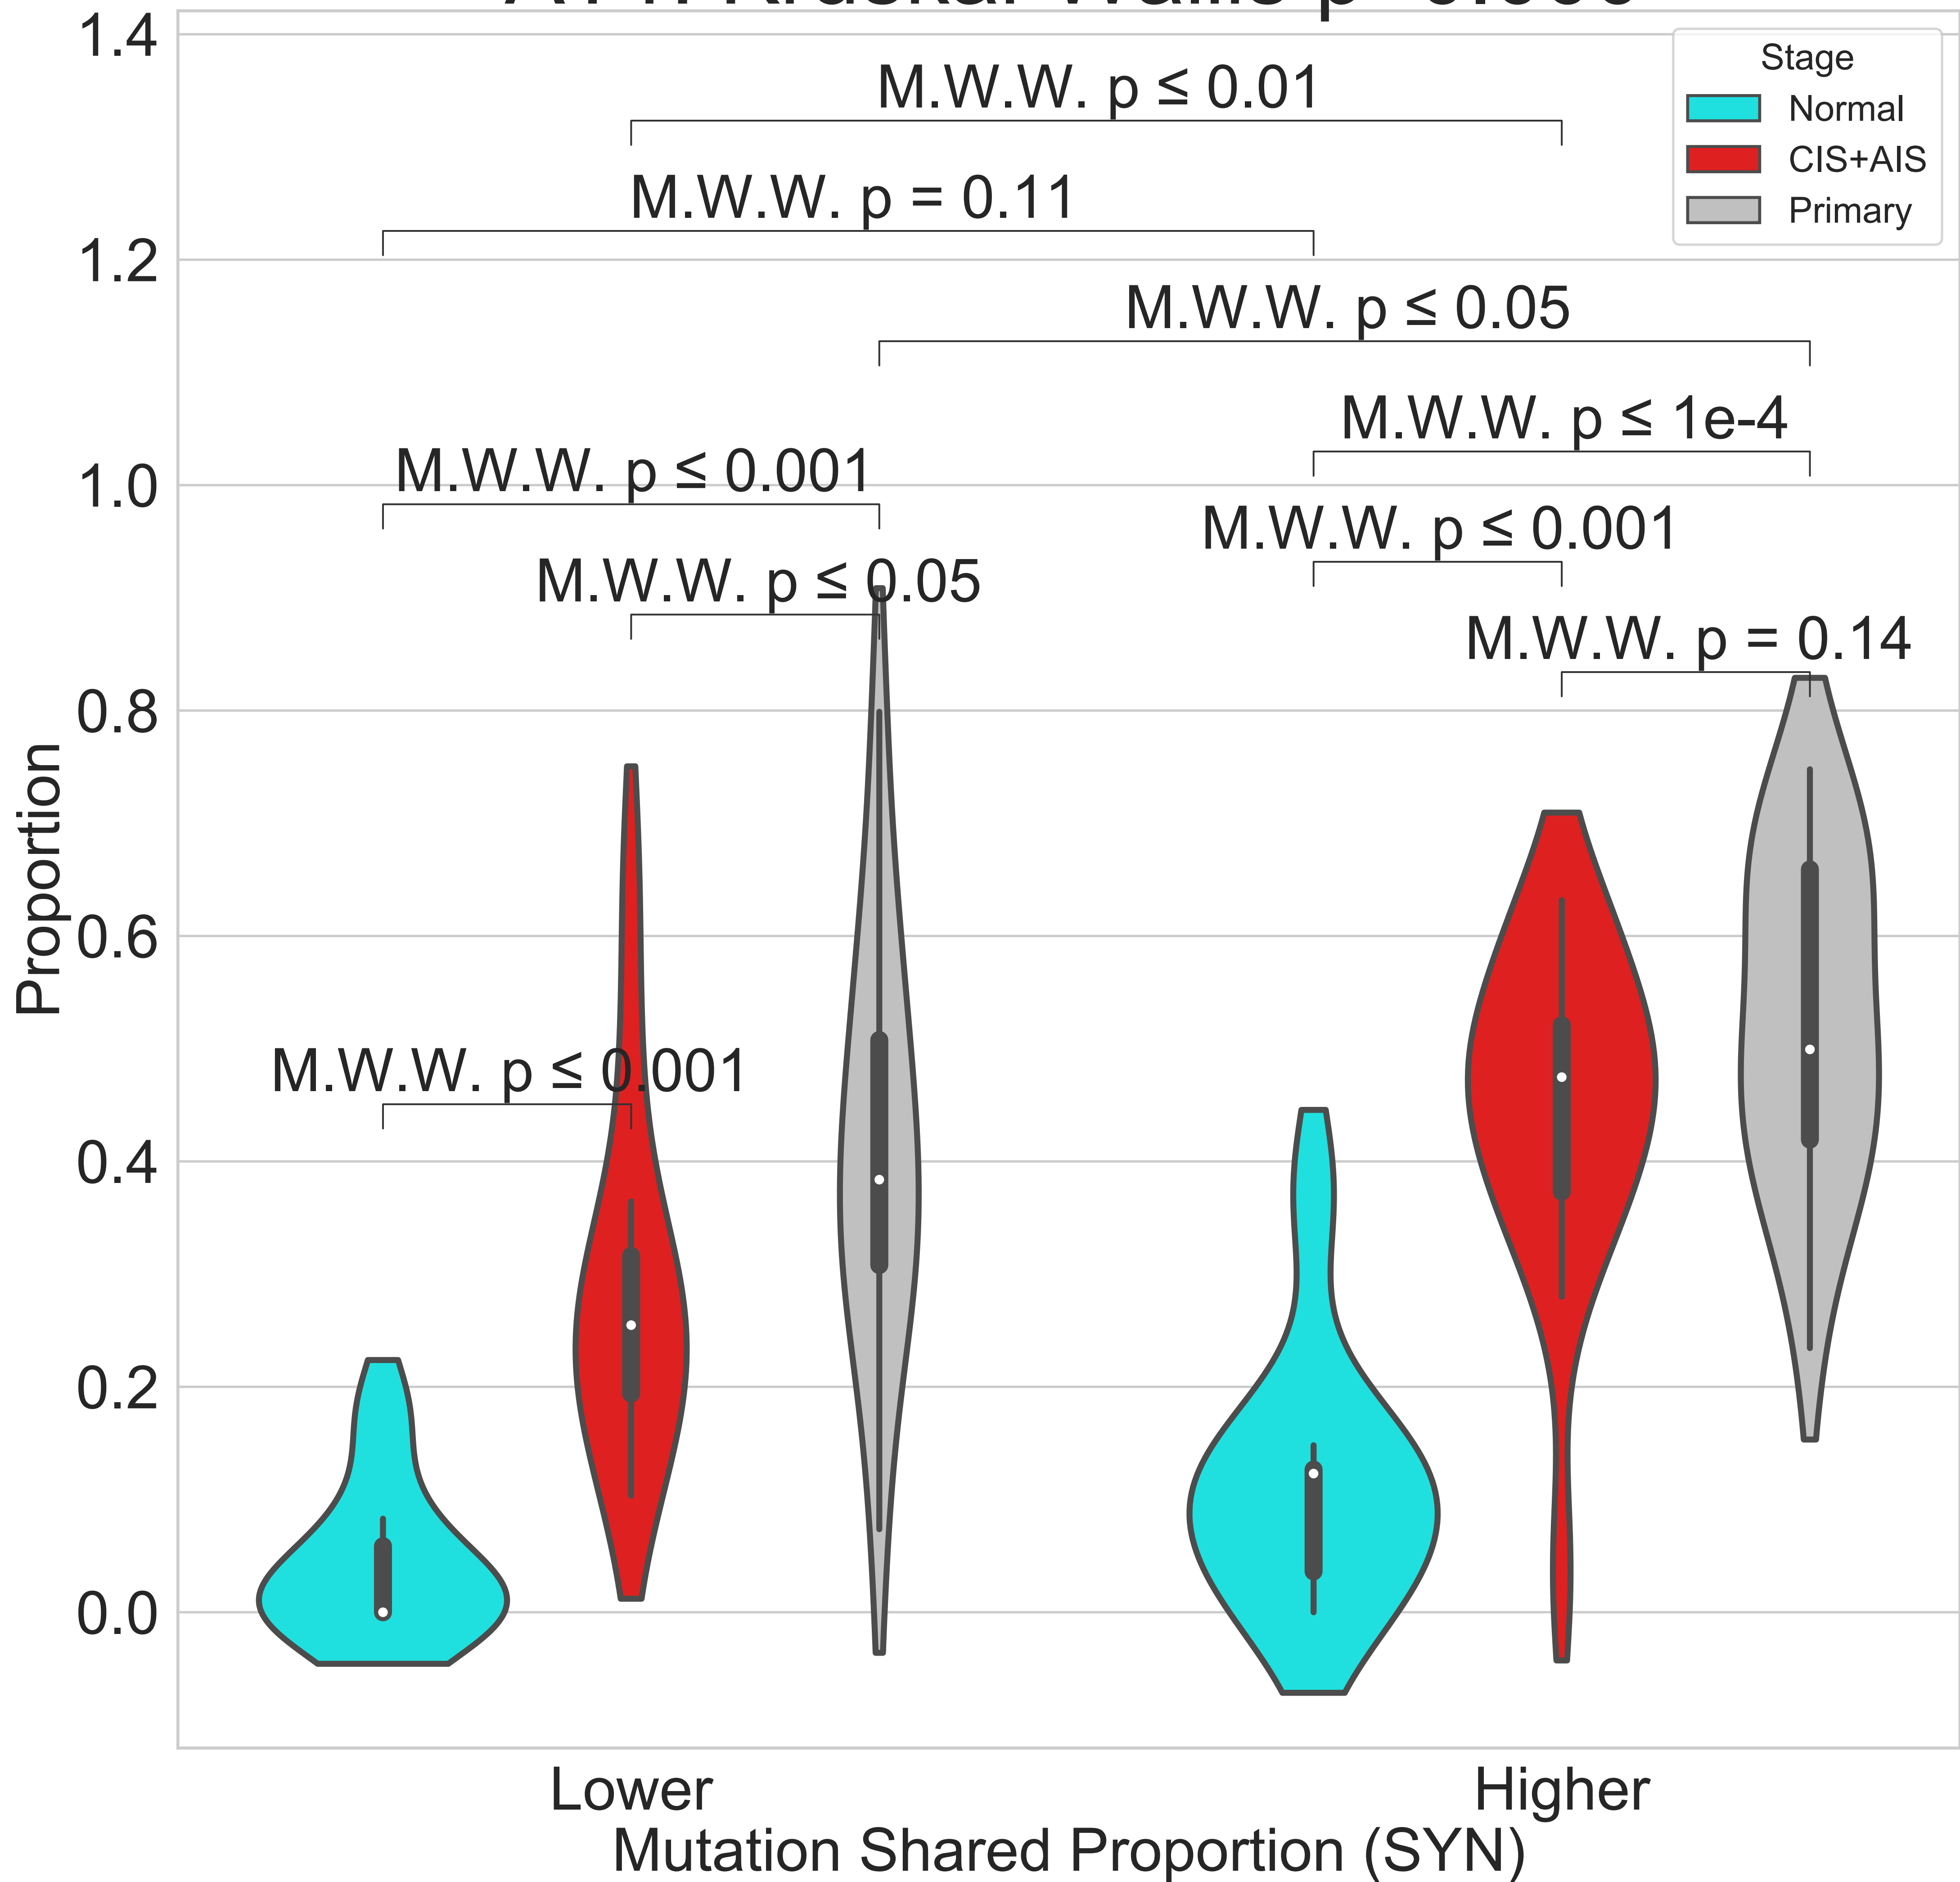 1.4
1.2
1.0
0.8
0.6
0.4
0.2
0.0
Proportion
Stage
Normal
CIS+AIS
Primary
M.W.W. p ≤ 0.01
M.W.W. p = 0.11
M.W.W. p ≤ 0.05
M.W.W. p ≤ 1e-4
M.W.W. p ≤ 0.001
M.W.W. p ≤ 0.001
M.W.W. p ≤ 0.05
M.W.W. p = 0.14
M.W.W. p ≤ 0.001
Lower
Higher
Mutation Shared Proportion (SYN)